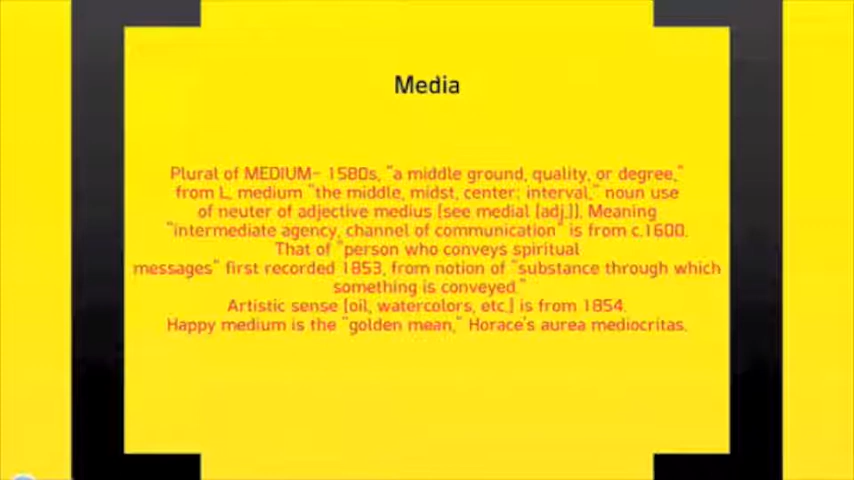 Media
Plural of MEDIUM- 1580s, "a middle ground, quality, or degree,"
from L. medium "the middle, midst, center; interval," noun use
of neuter of adjective medius [see medial [adj.]]. Meaning
"intermediate agency, channel of communication" is from c.1600.
That of "person who conveys spiritual
messages" first recorded 1853, from notion of "substance through which
something is conveyed."
Artistic sense [oil, watercolors, etc.] is from 1854.
Happy medium is the "golden mean," Horace's aurea mediocritas.